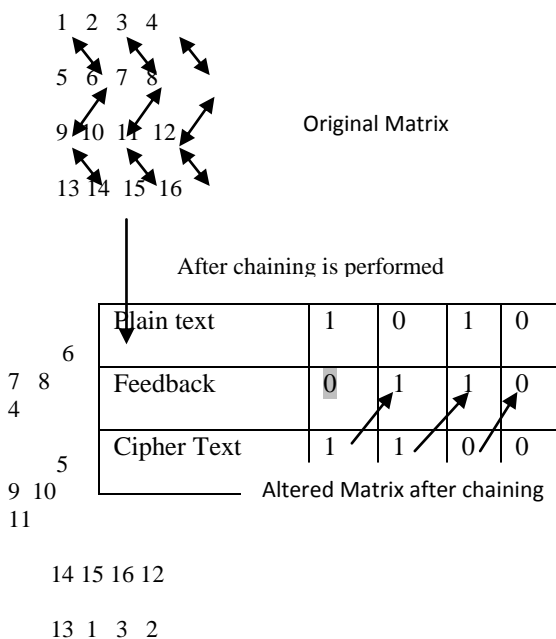 1 2 3 4
5 6 7 8
9 10 11 12
Original Matrix
13 14 15 16
After chaining is performed
Plain text 1 0 1 0
6
7 8
4
Feedback 0 1 1 0
Cipher Text 1 1 0 0
5
9 10
11
Altered Matrix after chaining
14 15 16 12
13 1 3 2